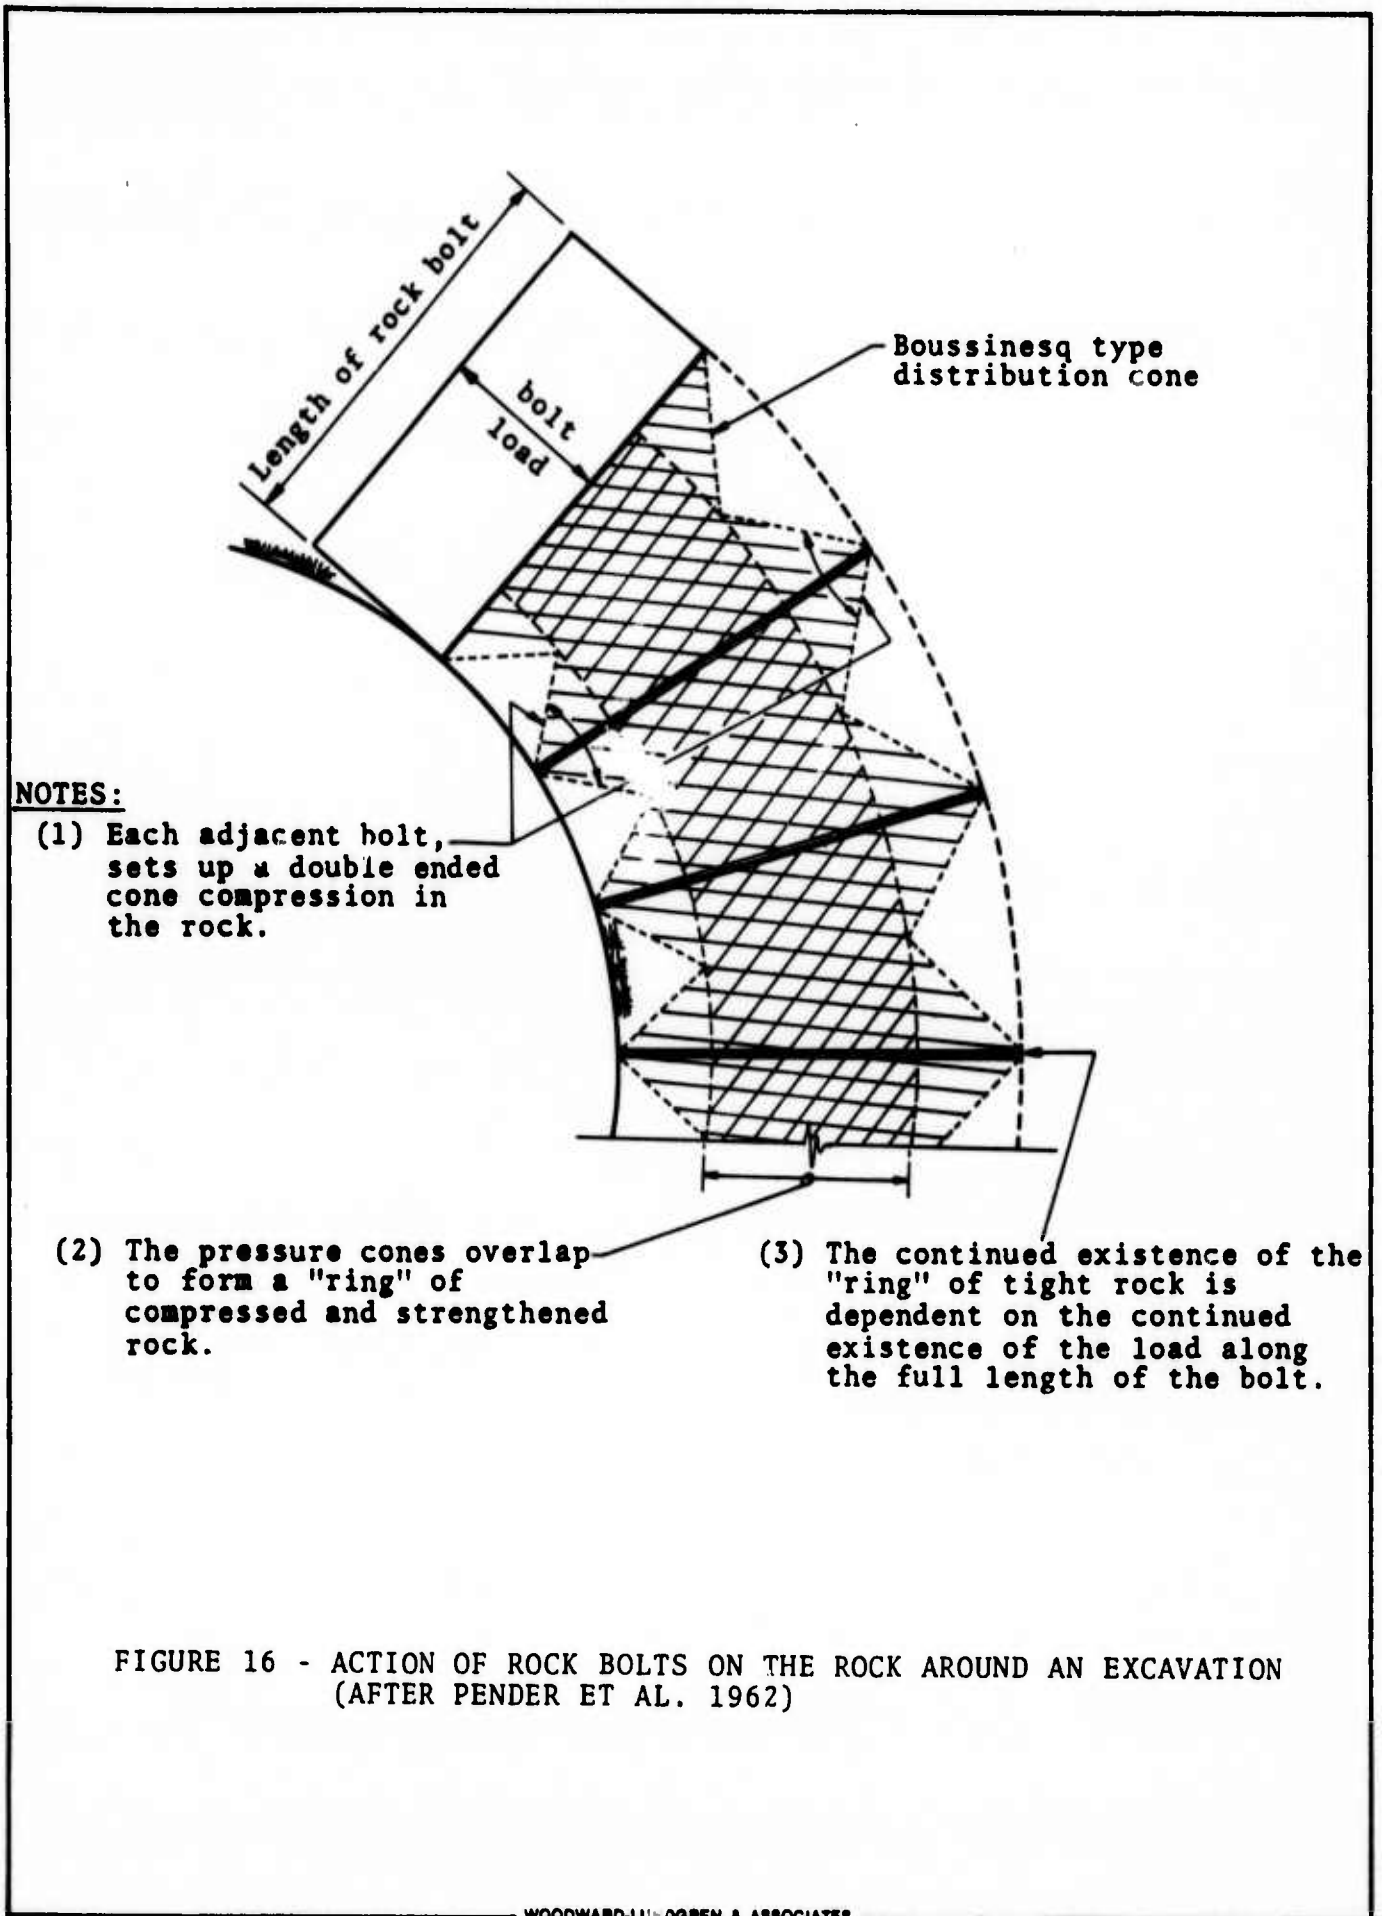 Length of rock bolt
bolt
load
Boussinesq type
distribution cone
NOTES:
(1) Each adjacent bolt,
sets up a double ended
cone compression in
the rock.
(2) The pressure cones overlap
to form a "ring" of
compressed and strengthened
rock.
(3) The continued existence of the
"ring" of tight rock is
dependent on the continued
existence of the load along
the full length of the bolt.
FIGURE 16 - ACTION OF ROCK BOLTS ON THE ROCK AROUND AN EXCAVATION
(AFTER PENDER ET AL. 1962)
& ASSOCIATES